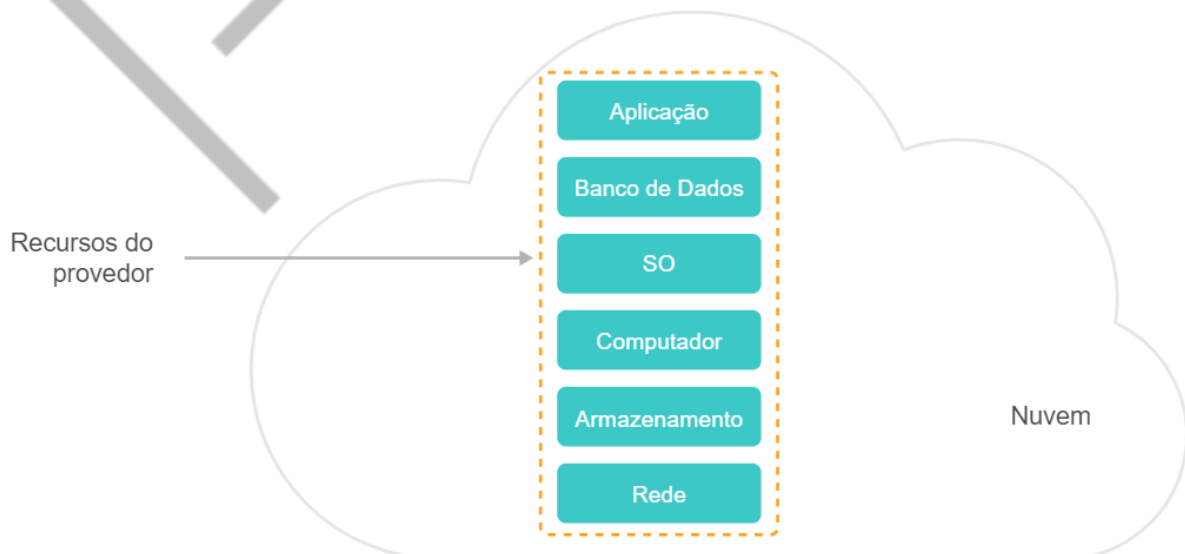 Aplicação
Banco de Dados
SO
Recursos do
provedor
Computador
Armazenamento
Nuvem
Rede